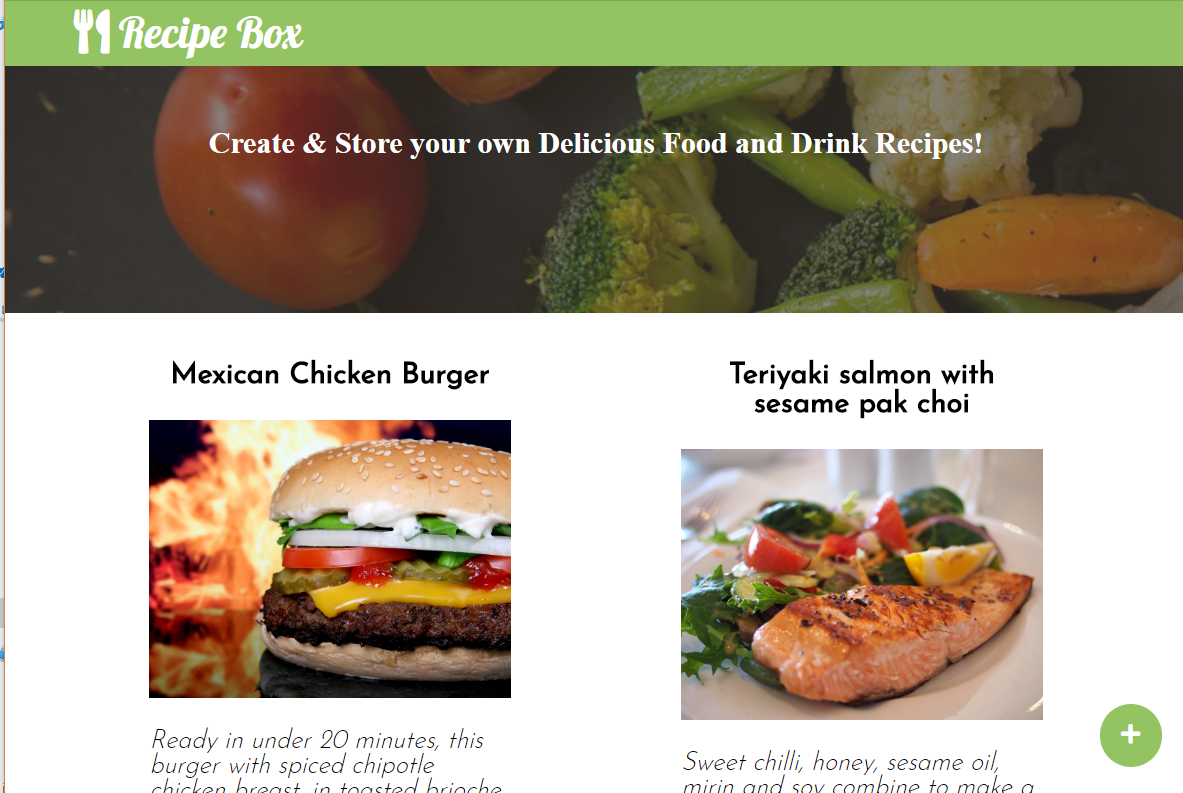 Recipe Box
Create & Store your own Delicious Food and Drink Recipes!
Mexican Chicken Burger
Teriyaki salmon with
sesame pak choi
Ready in under 20 minutes, this
burger with spiced chipotle
chicken breast, in toasted brioche
Sweet chilli, honey, sesame oil,
mirin and soy combine to make a
+